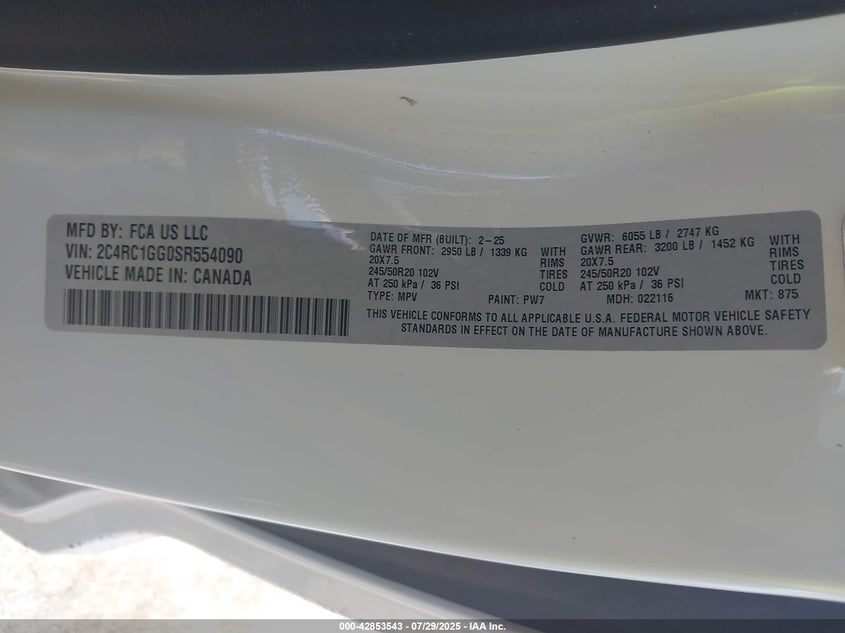 MFD BY: FCA US LLC
VIN: 2C4RC1GG0SR554090
VEHICLE MADE IN: CANADA
DATE OF MFR (BUILT): 2-25
GAWR FRONT: 2950 LB / 1339 KG WITH
20X7.5 RIMS
245/50R20 102V TIRES
AT 250 kPa / 36 PSI COLD
TYPE: MPV PAINT: PW7
GVWR: 6055 LB / 2747 KG
GAWR REAR: 3200 LB / 1452 KG WITH
20X7.5 RIMS
245/50R20 102V TIRES
AT 250 kPa / 36 PSI COLD
MDH: 022116 MKT: 875
THIS VEHICLE CONFORMS TO ALL APPLICABLE U.S.A. FEDERAL MOTOR VEHICLE SAFETY
STANDARDS IN EFFECT ON THE DATE OF MANUFACTURE SHOWN ABOVE.
000-42853543 - 07/29/2025 - IAA Inc.